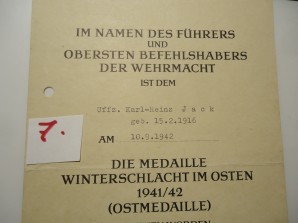 IM NAMEN DES FÜHRERS
UND
OBERSTEN BEFEHLSHABERS
DER WEHRMACHT
IST DEM
Uffz. Karl-Heinz Jack
geb. 15.2.1916
7.
AM 10.9.1942
DIE MEDAILLE
WINTERSCHLACHT IM OSTEN
1941/42
(OSTMEDAILLE)